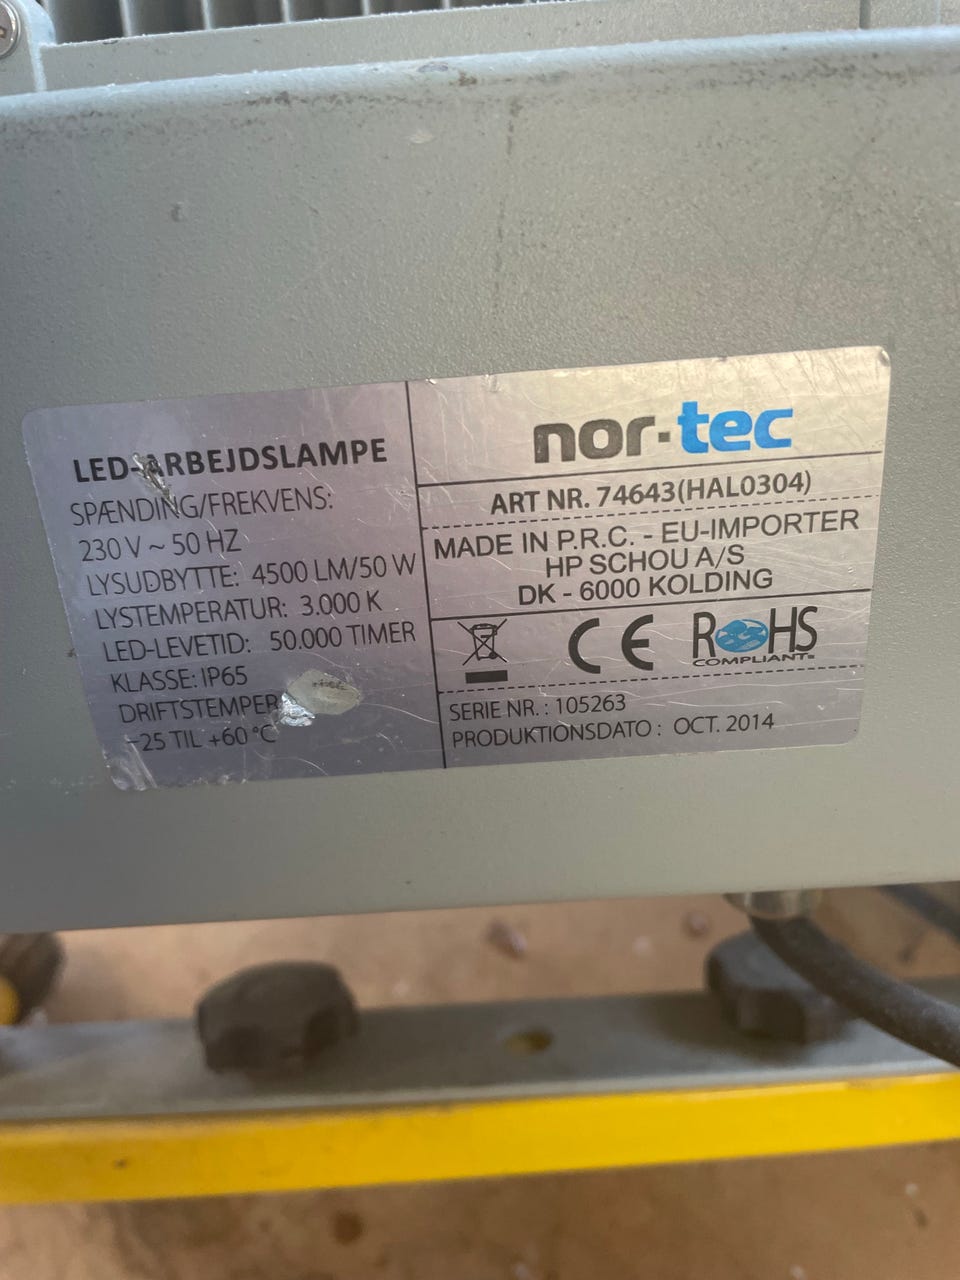 LED-ARBEJDSLAMPE
SPÆNDING/FREKVENS:
230 V ~ 50 HZ
LYSUDBYTTE: 4500 LM/50 W
LYSTEMPERATUR: 3.000 K
LED-LEVETID: 50.000 TIMER
KLASSE: IP65
DRIFTSTEMPER
-25 TIL +60 °C
nor-tec
ART NR. 74643(HAL0304)
MADE IN P.R.C. - EU-IMPORTER
HP SCHOU A/S
DK - 6000 KOLDING
CE
ROHS
COMPLIANT
SERIE NR. : 105263
PRODUKTIONSDATO : OCT. 2014